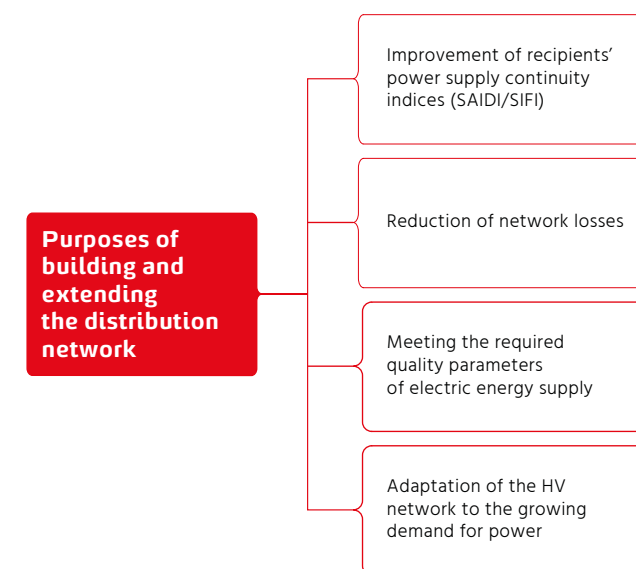 Improvement of recipients’
power supply continuity
indices (SAIDI/SIFI)
Reduction of network losses
Purposes of
building and
extending
the distribution
network
Meeting the required
quality parameters
of electric energy supply
Adaptation of the HV
network to the growing
demand for power